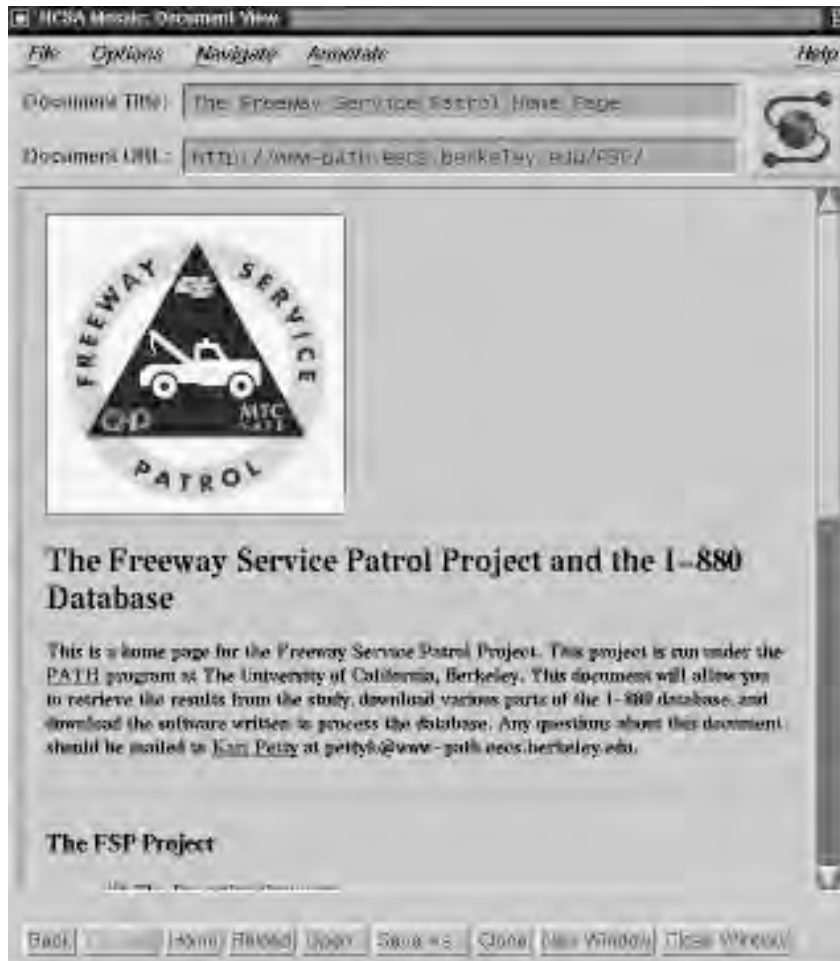 NCSA Mosaic: Document View
File Options Navigate Annotate Help
Document Title: The Freeway Service Patrol Home Page
Document URL: http://www-path.eecs.berkeley.edu/FSP/
FREEWAY SERVICE
CHP MTC
SAFE
PATROL
The Freeway Service Patrol Project and the I-880
Database
This is a home page for the Freeway Service Patrol Project. This project is run under the
PATH program at The University of California, Berkeley. This document will allow you
to retrieve the results from the study, download various parts of the I-880 database, and
download the software written to process the database. Any questions about this document
should be mailed to Karl Petty at pettyk@www-path.eecs.berkeley.edu.
The FSP Project
Back Home Reload Open Save As Clone New Window Close Window